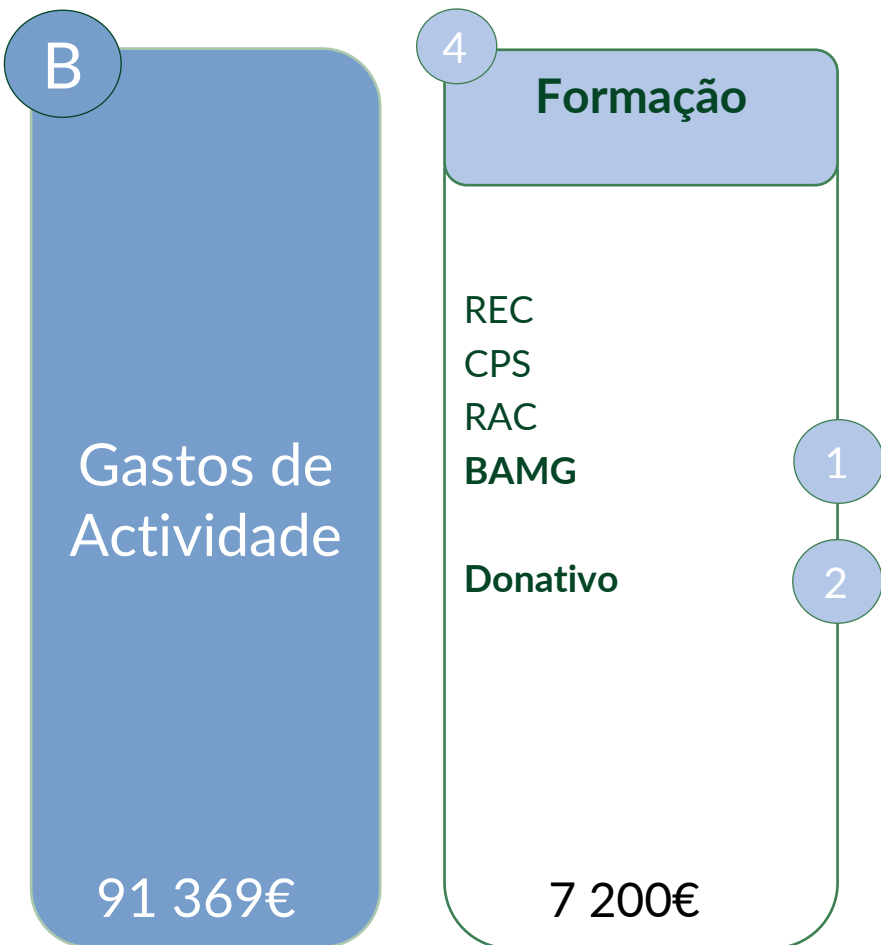 B
Gastos de
Actividade
91 369€
4
Formação
REC
CPS
RAC
BAMG
1
Donativo
2
7 200€